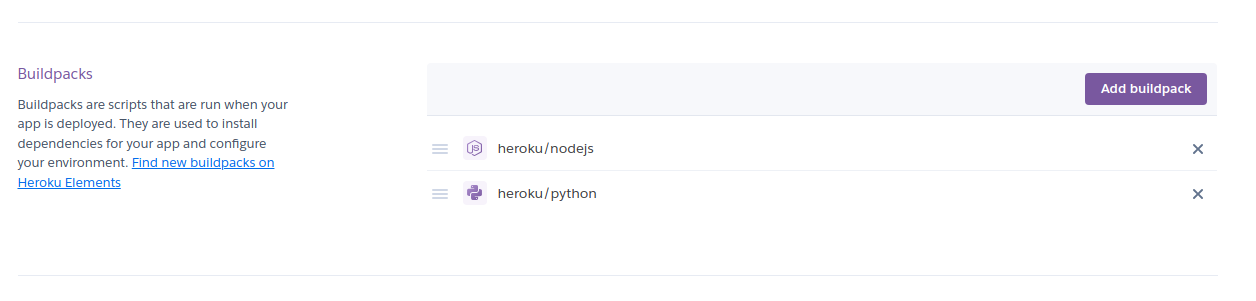 Buildpacks
Buildpacks are scripts that are run when your
app is deployed. They are used to install
dependencies for your app and configure
your environment. Find new buildpacks on
Heroku Elements
Add buildpack
heroku/nodejs
heroku/python